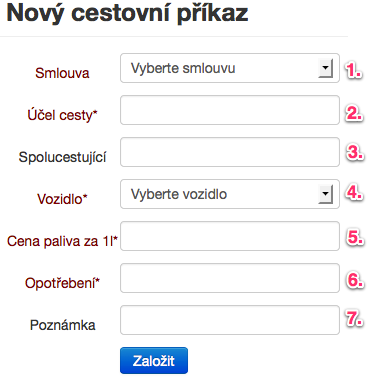 Nový cestovní příkaz
Smlouva Vyberte smlouvu 1.
Účel cesty* 2.
Spolucestující 3.
Vozidlo* Vyberte vozidlo 4.
Cena paliva za 1l* 5.
Opotřebení* 6.
Poznámka 7.
Založit